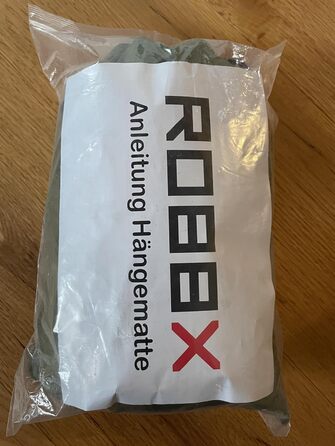 ROBBX
Anleitung Hängematte